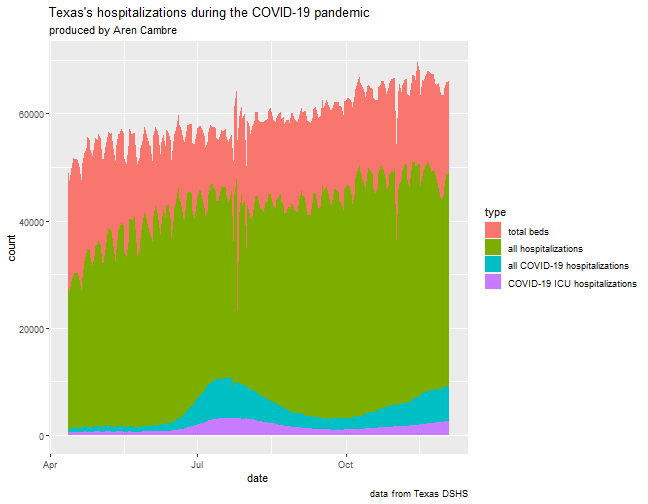 Texas's hospitalizations during the COVID-19 pandemic
produced by Aren Cambre
count
60000
40000
20000
0
Apr
Jul
Oct
date
type
total beds
all hospitalizations
all COVID-19 hospitalizations
COVID-19 ICU hospitalizations
data from Texas DSHS